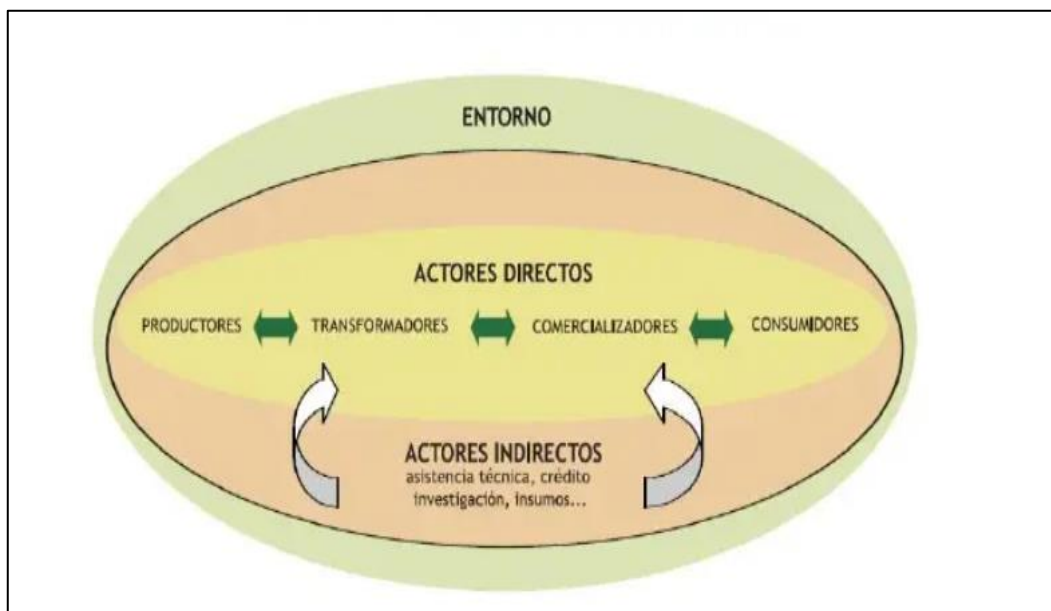 ENTORNO
ACTORES DIRECTOS
PRODUCTORES TRANSFORMADORES COMERCIALIZADORES CONSUMIDORES
ACTORES INDIRECTOS
asistencia técnica, crédito
investigación, insumos...